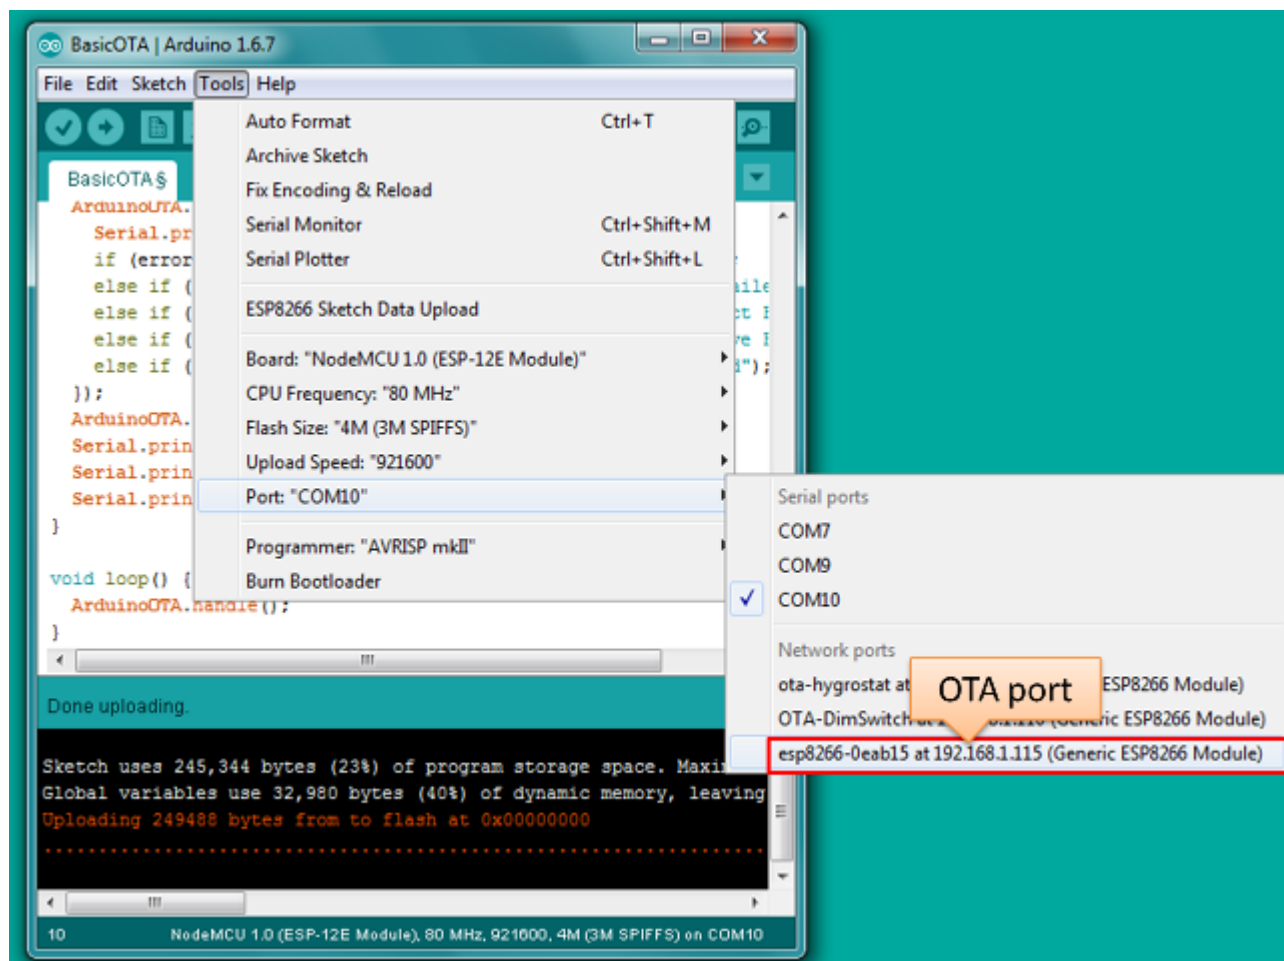 BasicOTA | Arduino 1.6.7
File Edit Sketch Tools Help
Auto Format Ctrl+T
Archive Sketch
BasicOTA§
Fix Encoding & Reload
ArduinoOTA.
Serial Monitor Ctrl+Shift+M
Serial.pr
if (error
Serial Plotter Ctrl+Shift+L
else if (
else if (
ESP8266 Sketch Data Upload
else if (
else if ( d");
Board: "NodeMCU 1.0 (ESP-12E Module)"
});
CPU Frequency: "80 MHz"
ArduinoOTA.
Flash Size: "4M (3M SPIFFS)"
Serial.prin
Upload Speed: "921600"
Serial.prin
Serial.prin
Port: "COM10"
}
Programmer: "AVRISP mkII"
void loop() {
Burn Bootloader
ArduinoOTA.handle();
}
Serial ports
COM7
COM9
COM10
Network ports
ota-hygrostat at ESP8266 Module)
OTA port
OTA-DimSwitch (Generic ESP8266 Module)
esp8266-0eab15 at 192.168.1.115 (Generic ESP8266 Module)
Done uploading.
Sketch uses 245,344 bytes (23%) of program storage space. Maxi
Global variables use 32,980 bytes (40%) of dynamic memory, leaving
Uploading 249488 bytes from to flash at 0x00000000
................................................................
10 NodeMCU 1.0 (ESP-12E Module), 80 MHz, 921600, 4M (3M SPIFFS) on COM10